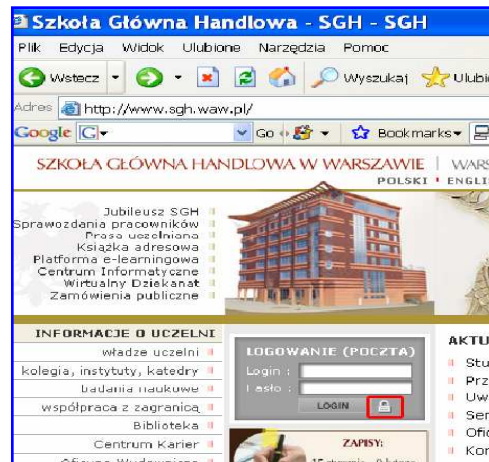 Szkoła Główna Handlowa - SGH - SGH
Plik Edycja Widok Ulubione Narzędzia Pomoc
Wstecz Wyszukaj Ulubi
Adres http://www.sgh.waw.pl/
Google G Go Bookmarks
SZKOŁA GŁÓWNA HANDLOWA W WARSZAWIE | WARS
POLSKI ENGLI
Jubileusz SGH
Sprawozdania pracowników
Prasa uczelniana
Książka adresowa
Platforma e-learningowa
Centrum Informatyczne
Wirtualny Dziekanat
Zamówienia publiczne
INFORMACJE O UCZELNI
władze uczelni
kolegia, instytuty, katedry
badania naukowe
współpraca z zagranicą
Biblioteka
Centrum Karier
Oficyna Wydawnicza
LOGOWANIE (POCZTA)
Login :
Hasło :
LOGIN
ZAPISY:
AKTU
Stu
Prz
Uw
Ser
Ofic
Kor